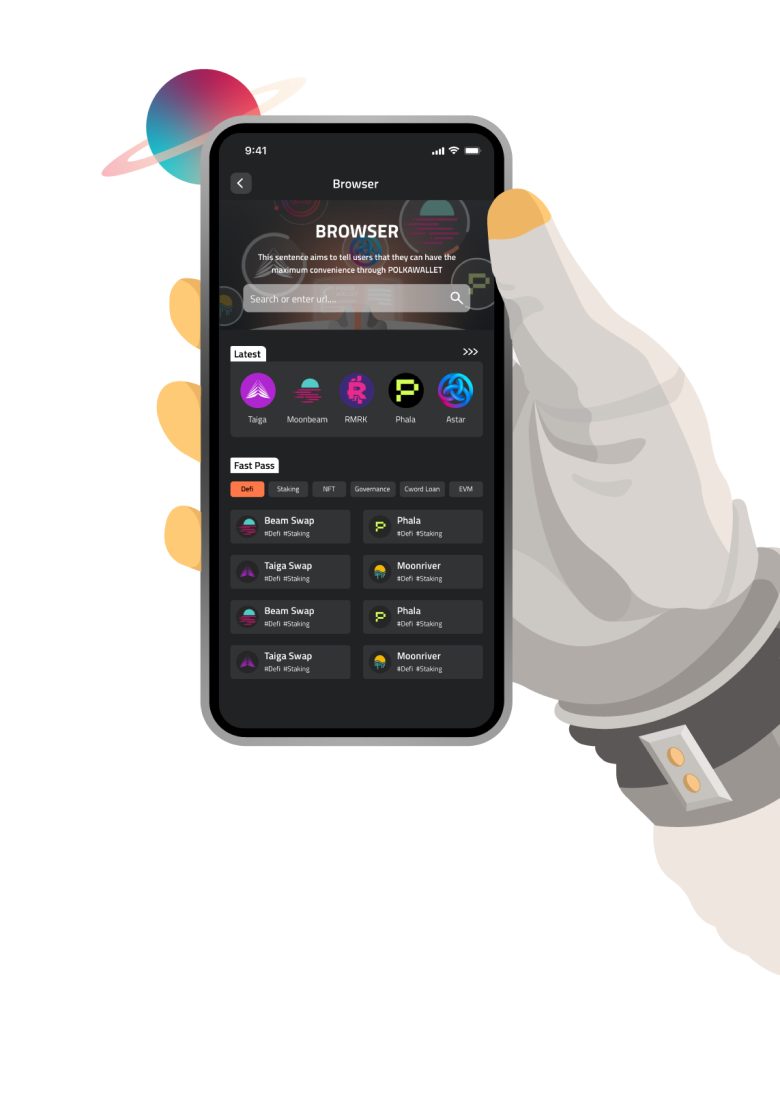 9:41
Browser
BROWSER
This sentence aims to tell users that they can have the
maximum convenience through POLKAWALLET
Search or enter url....
Latest
Taiga Moonbeam RMRK Phala Astar
Fast Pass
Defi Staking NFT Governance Cword Loan EVM
Beam Swap Phala
#Defi #Staking #Defi #Staking
Taiga Swap Moonriver
#Defi #Staking #Defi #Staking
Beam Swap Phala
#Defi #Staking #Defi #Staking
Taiga Swap Moonriver
#Defi #Staking #Defi #Staking